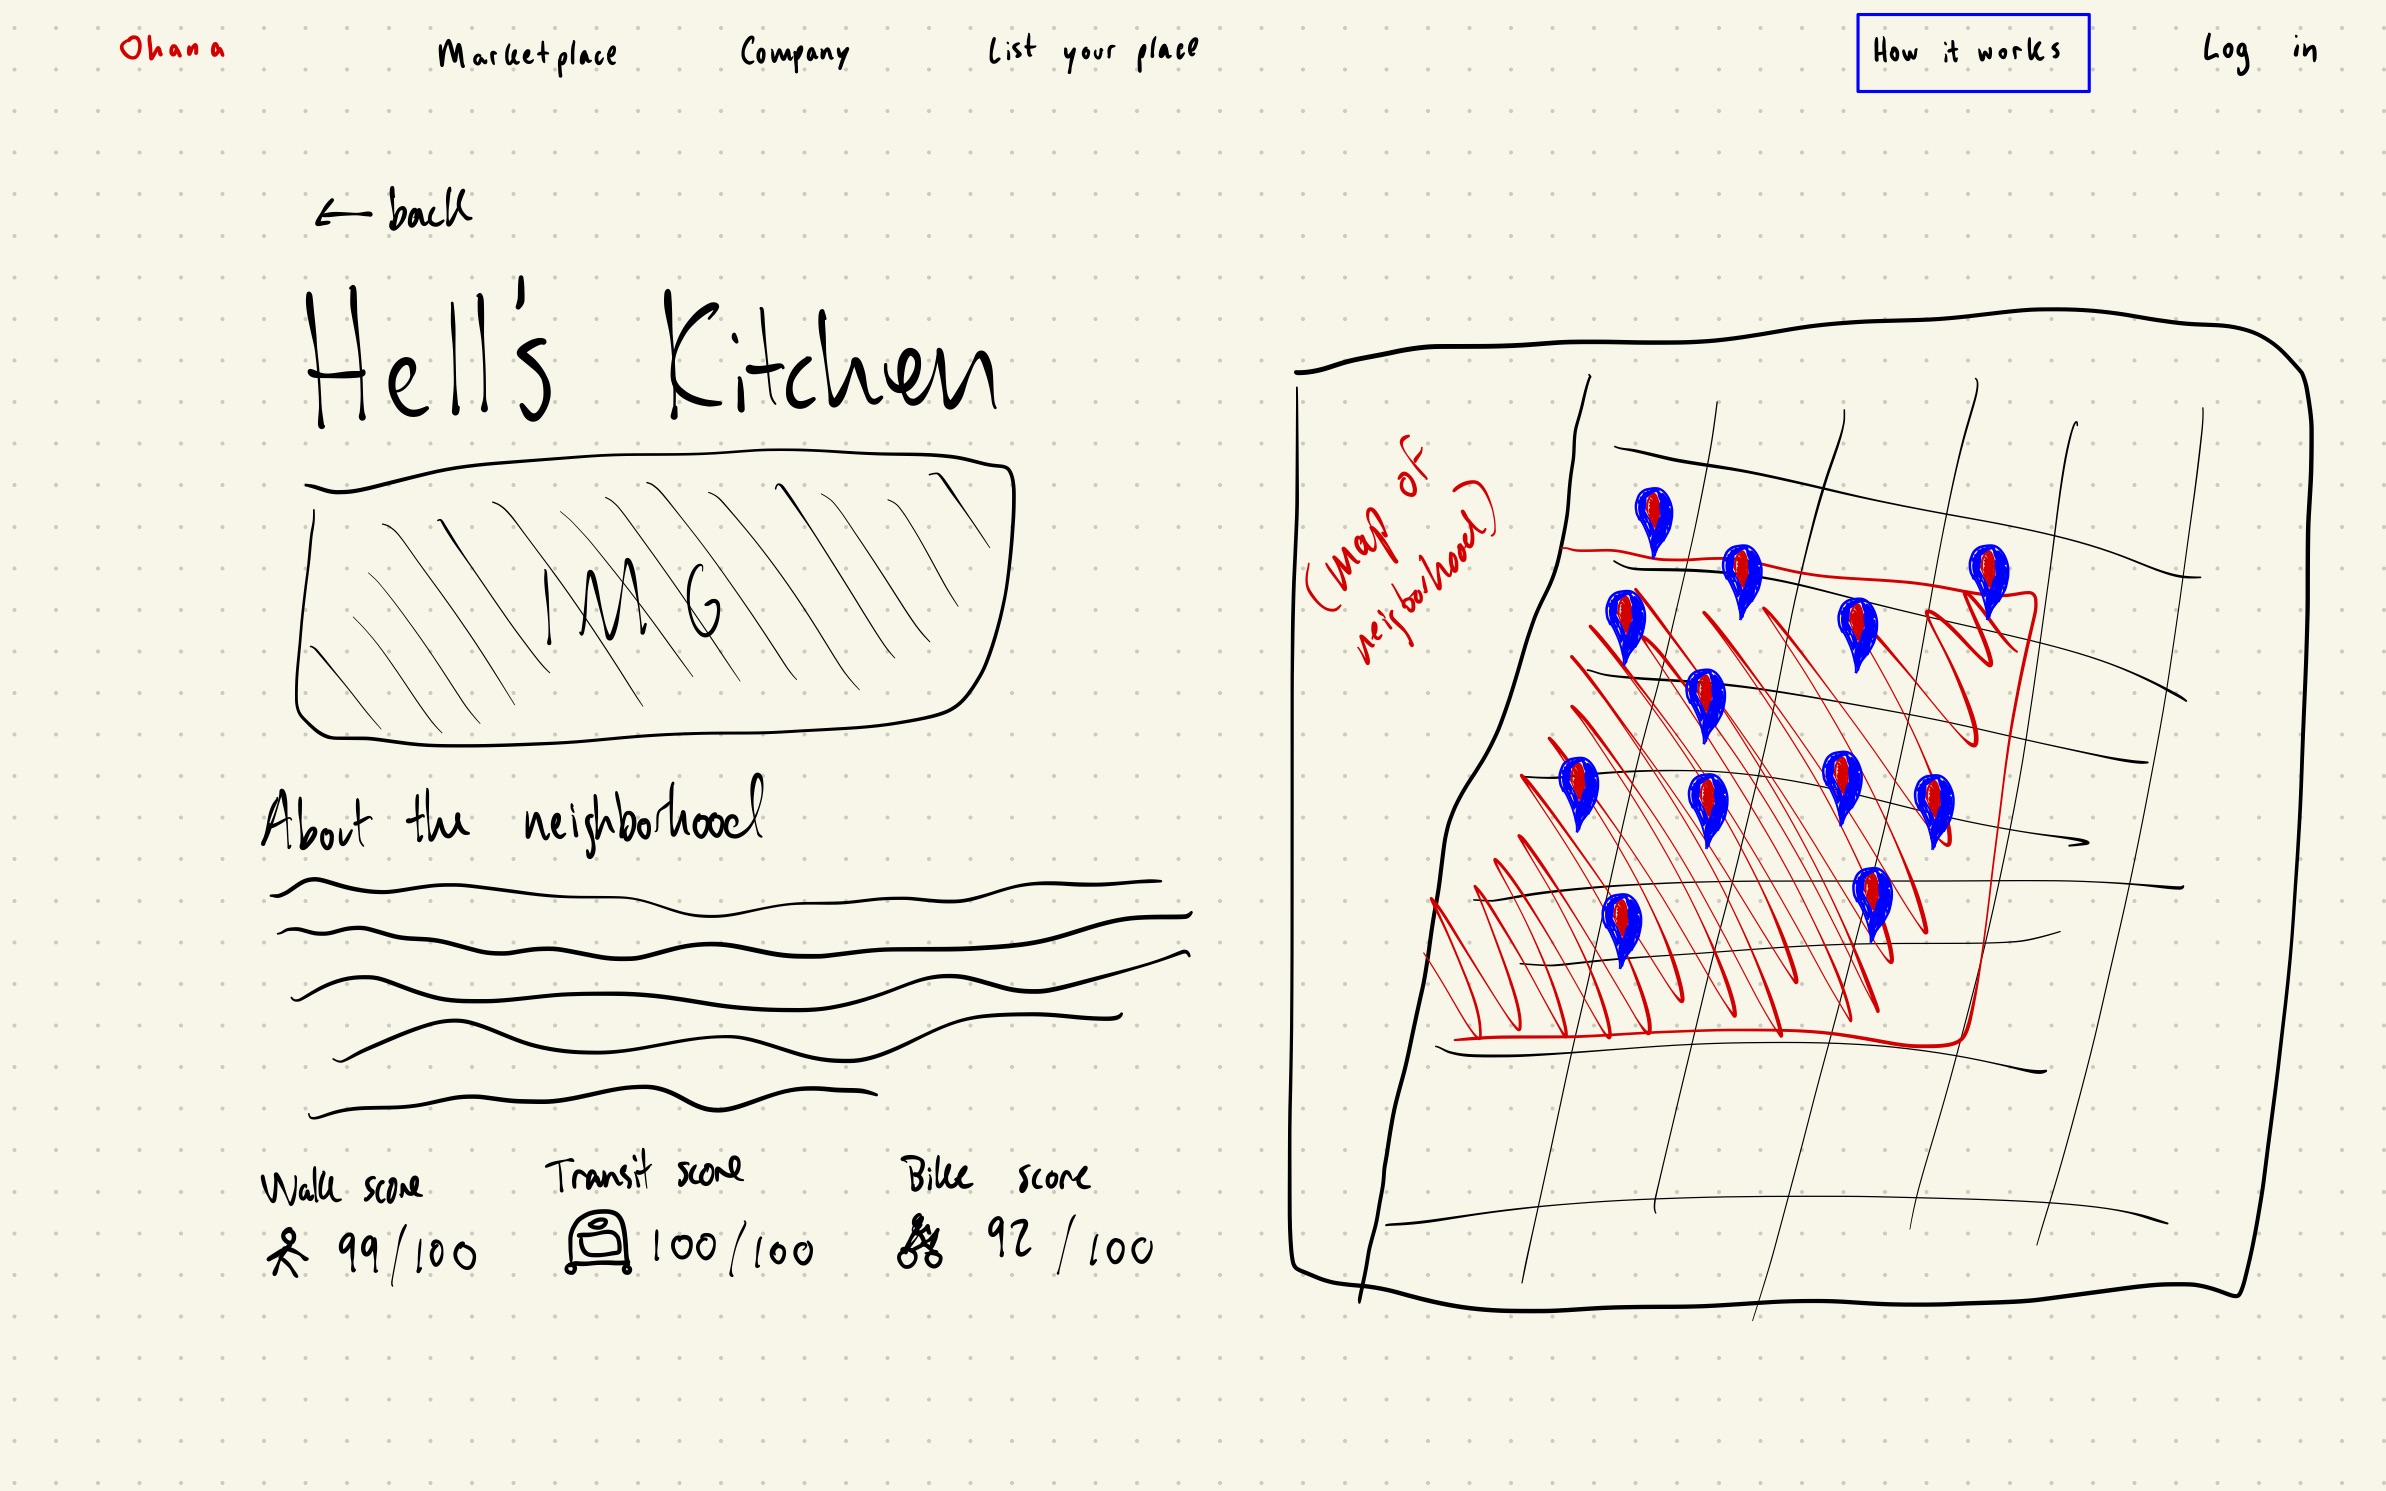 Ohana Marketplace Company List your place How it works Log in
← back
Hell's Kitchen
IMG
About the neighborhood
Walk score Transit score Bike score
99/100 100/100 92/100
(map of
neighborhood)